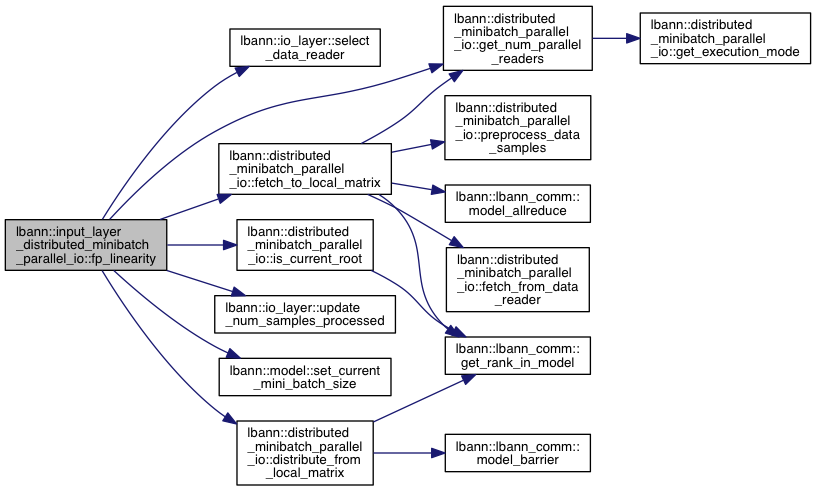 lbann::input_layer
_distributed_minibatch
_parallel_io::fp_linearity
lbann::io_layer::select
_data_reader
lbann::distributed
_minibatch_parallel
_io::get_num_parallel
_readers
lbann::distributed
_minibatch_parallel
_io::get_execution_mode
lbann::distributed
_minibatch_parallel
_io::fetch_to_local_matrix
lbann::distributed
_minibatch_parallel
_io::preprocess_data
_samples
lbann::lbann_comm::
model_allreduce
lbann::distributed
_minibatch_parallel
_io::is_current_root
lbann::distributed
_minibatch_parallel
_io::fetch_from_data
_reader
lbann::io_layer::update
_num_samples_processed
lbann::lbann_comm::
get_rank_in_model
lbann::model::set_current
_mini_batch_size
lbann::distributed
_minibatch_parallel
_io::distribute_from
_local_matrix
lbann::lbann_comm::
model_barrier